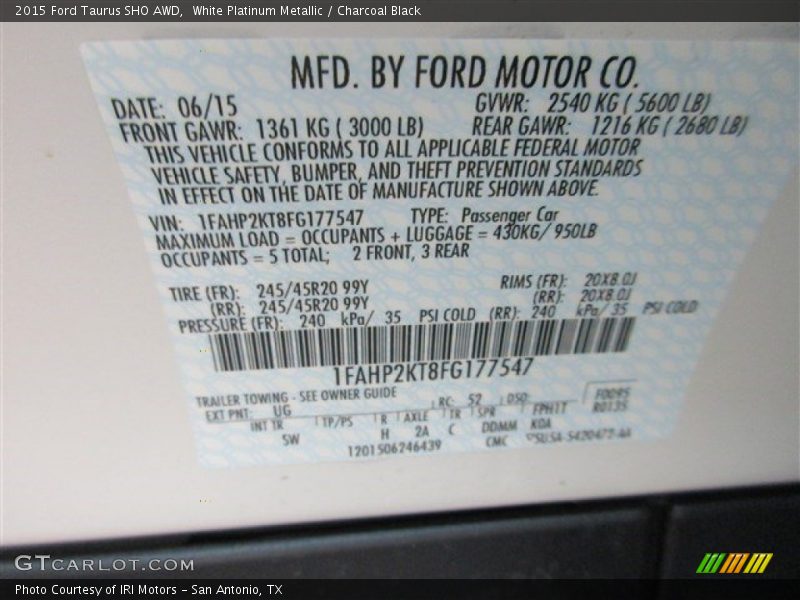 2015 Ford Taurus SHO AWD,  White Platinum Metallic / Charcoal Black
MFD. BY FORD MOTOR CO.
DATE: 06/15 GVWR: 2540 KG ( 5600 LB)
FRONT GAWR: 1361 KG ( 3000 LB) REAR GAWR: 1216 KG ( 2680 LB)
THIS VEHICLE CONFORMS TO ALL APPLICABLE FEDERAL MOTOR
VEHICLE SAFETY, BUMPER, AND THEFT PREVENTION STANDARDS
IN EFFECT ON THE DATE OF MANUFACTURE SHOWN ABOVE.
VIN: 1FAHP2KT8FG177547 TYPE: Passenger Car
MAXIMUM LOAD = OCCUPANTS + LUGGAGE = 430KG/ 950LB
OCCUPANTS = 5 TOTAL; 2 FRONT, 3 REAR
TIRE (FR): 245/45R20 99Y RIMS (FR): 20X8.0J
(RR): 245/45R20 99Y (RR): 20X8.0J
PRESSURE (FR): 240 kPa/ 35 PSI COLD (RR): 240 kPa/ 35 PSI COLD
1FAHP2KT8FG177547
TRAILER TOWING - SEE OWNER GUIDE
EXT PNT: UG RC: 52 DSO: F0095
R0135
INT TR TP/PS R AXLE TR SPR
SW H 2A C DDMM KOA
1201506246439 CMC
GTCARLOT.COM
Photo Courtesy of IRI Motors – San Antonio, TX